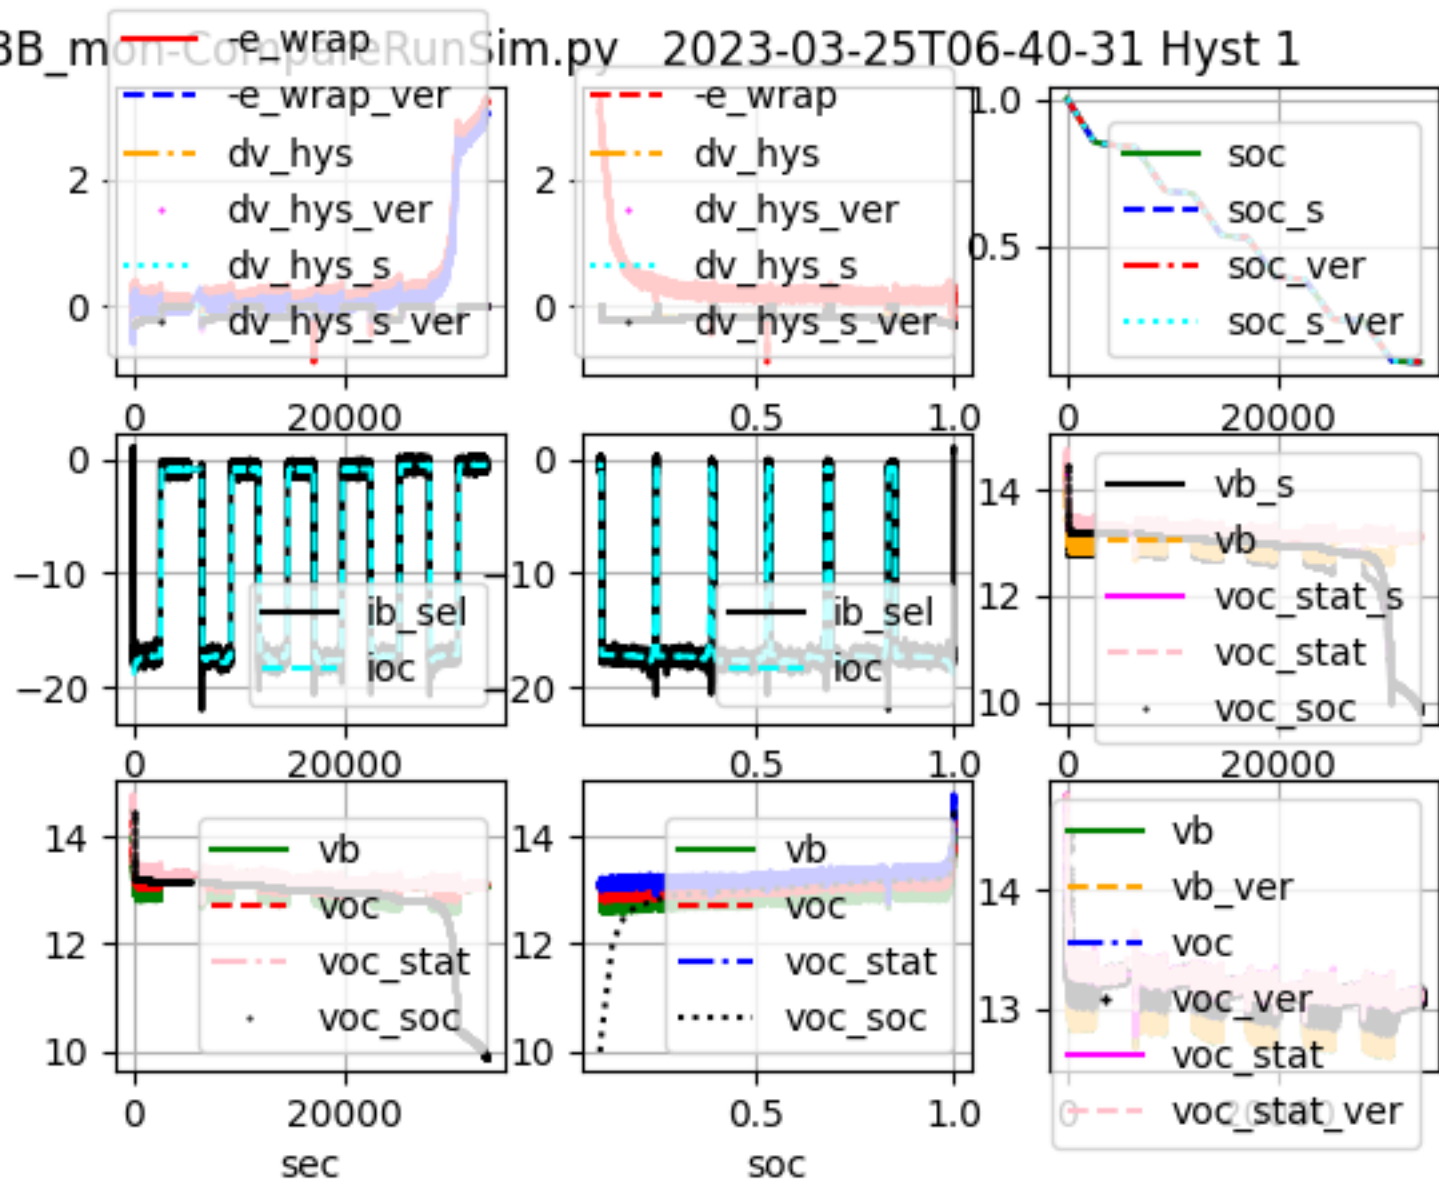 BB_mon-CompareRunSim.py   2023-03-25T06-40-31 Hyst 1
-e_wrap
-e_wrap_ver
dv_hys
dv_hys_ver
dv_hys_s
dv_hys_s_ver
2
0
0
20000
-e_wrap
dv_hys
dv_hys_ver
dv_hys_s
dv_hys_s_ver
2
0
0.5
1.0
soc
soc_s
soc_ver
soc_s_ver
1.0
0.5
0
20000
ib_sel
ioc
0
−10
−20
0
20000
ib_sel
ioc
0
−10
−20
0.5
1.0
vb_s
vb
voc_stat_s
voc_stat
voc_soc
14
12
10
0
20000
vb
voc
voc_stat
voc_soc
14
12
10
0
20000
sec
vb
voc
voc_stat
voc_soc
14
12
10
0.5
1.0
soc
vb
vb_ver
voc
voc_ver
voc_stat
voc_stat_ver
14
13
0
20000